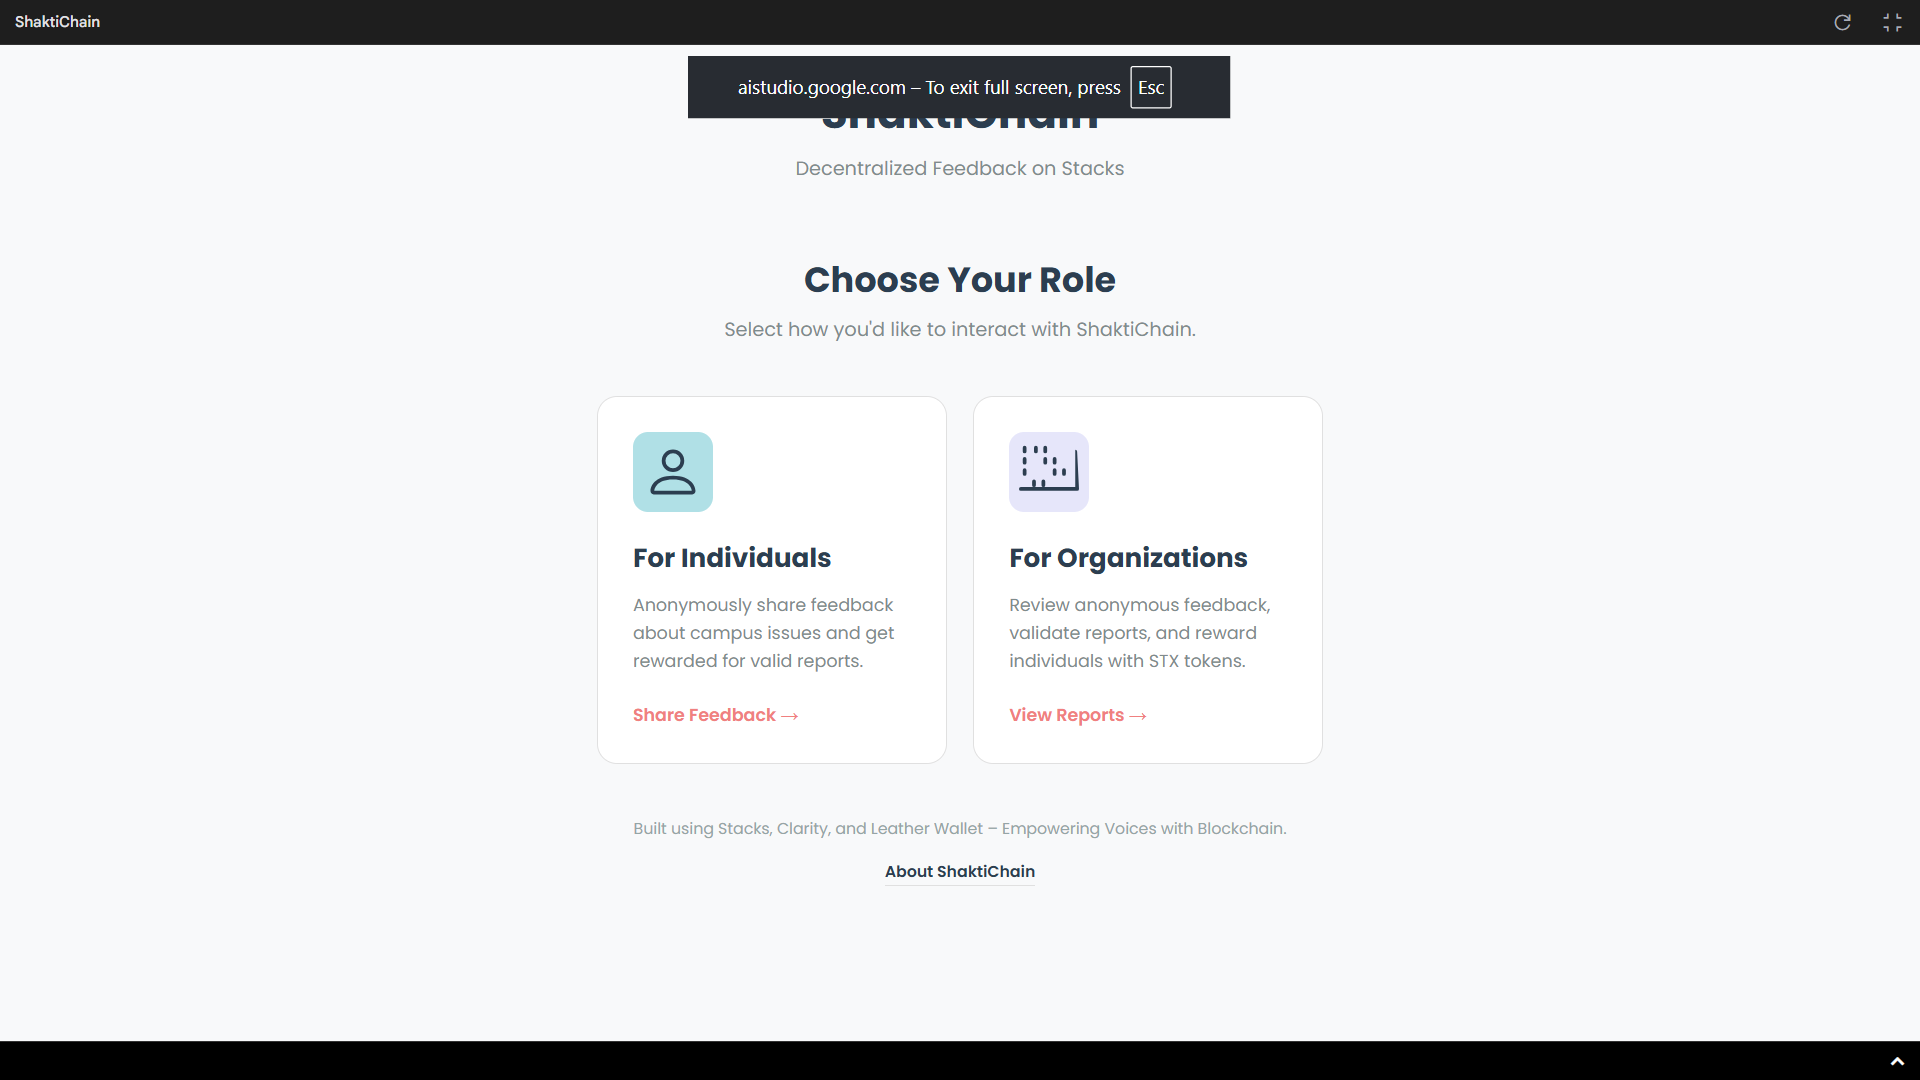 ShaktiChain
aistudio.google.com – To exit full screen, press Esc
ShaktiChain
Decentralized Feedback on Stacks
Choose Your Role
Select how you'd like to interact with ShaktiChain.
For Individuals
Anonymously share feedback
about campus issues and get
rewarded for valid reports.
Share Feedback →
For Organizations
Review anonymous feedback,
validate reports, and reward
individuals with STX tokens.
View Reports →
Built using Stacks, Clarity, and Leather Wallet – Empowering Voices with Blockchain.
About ShaktiChain